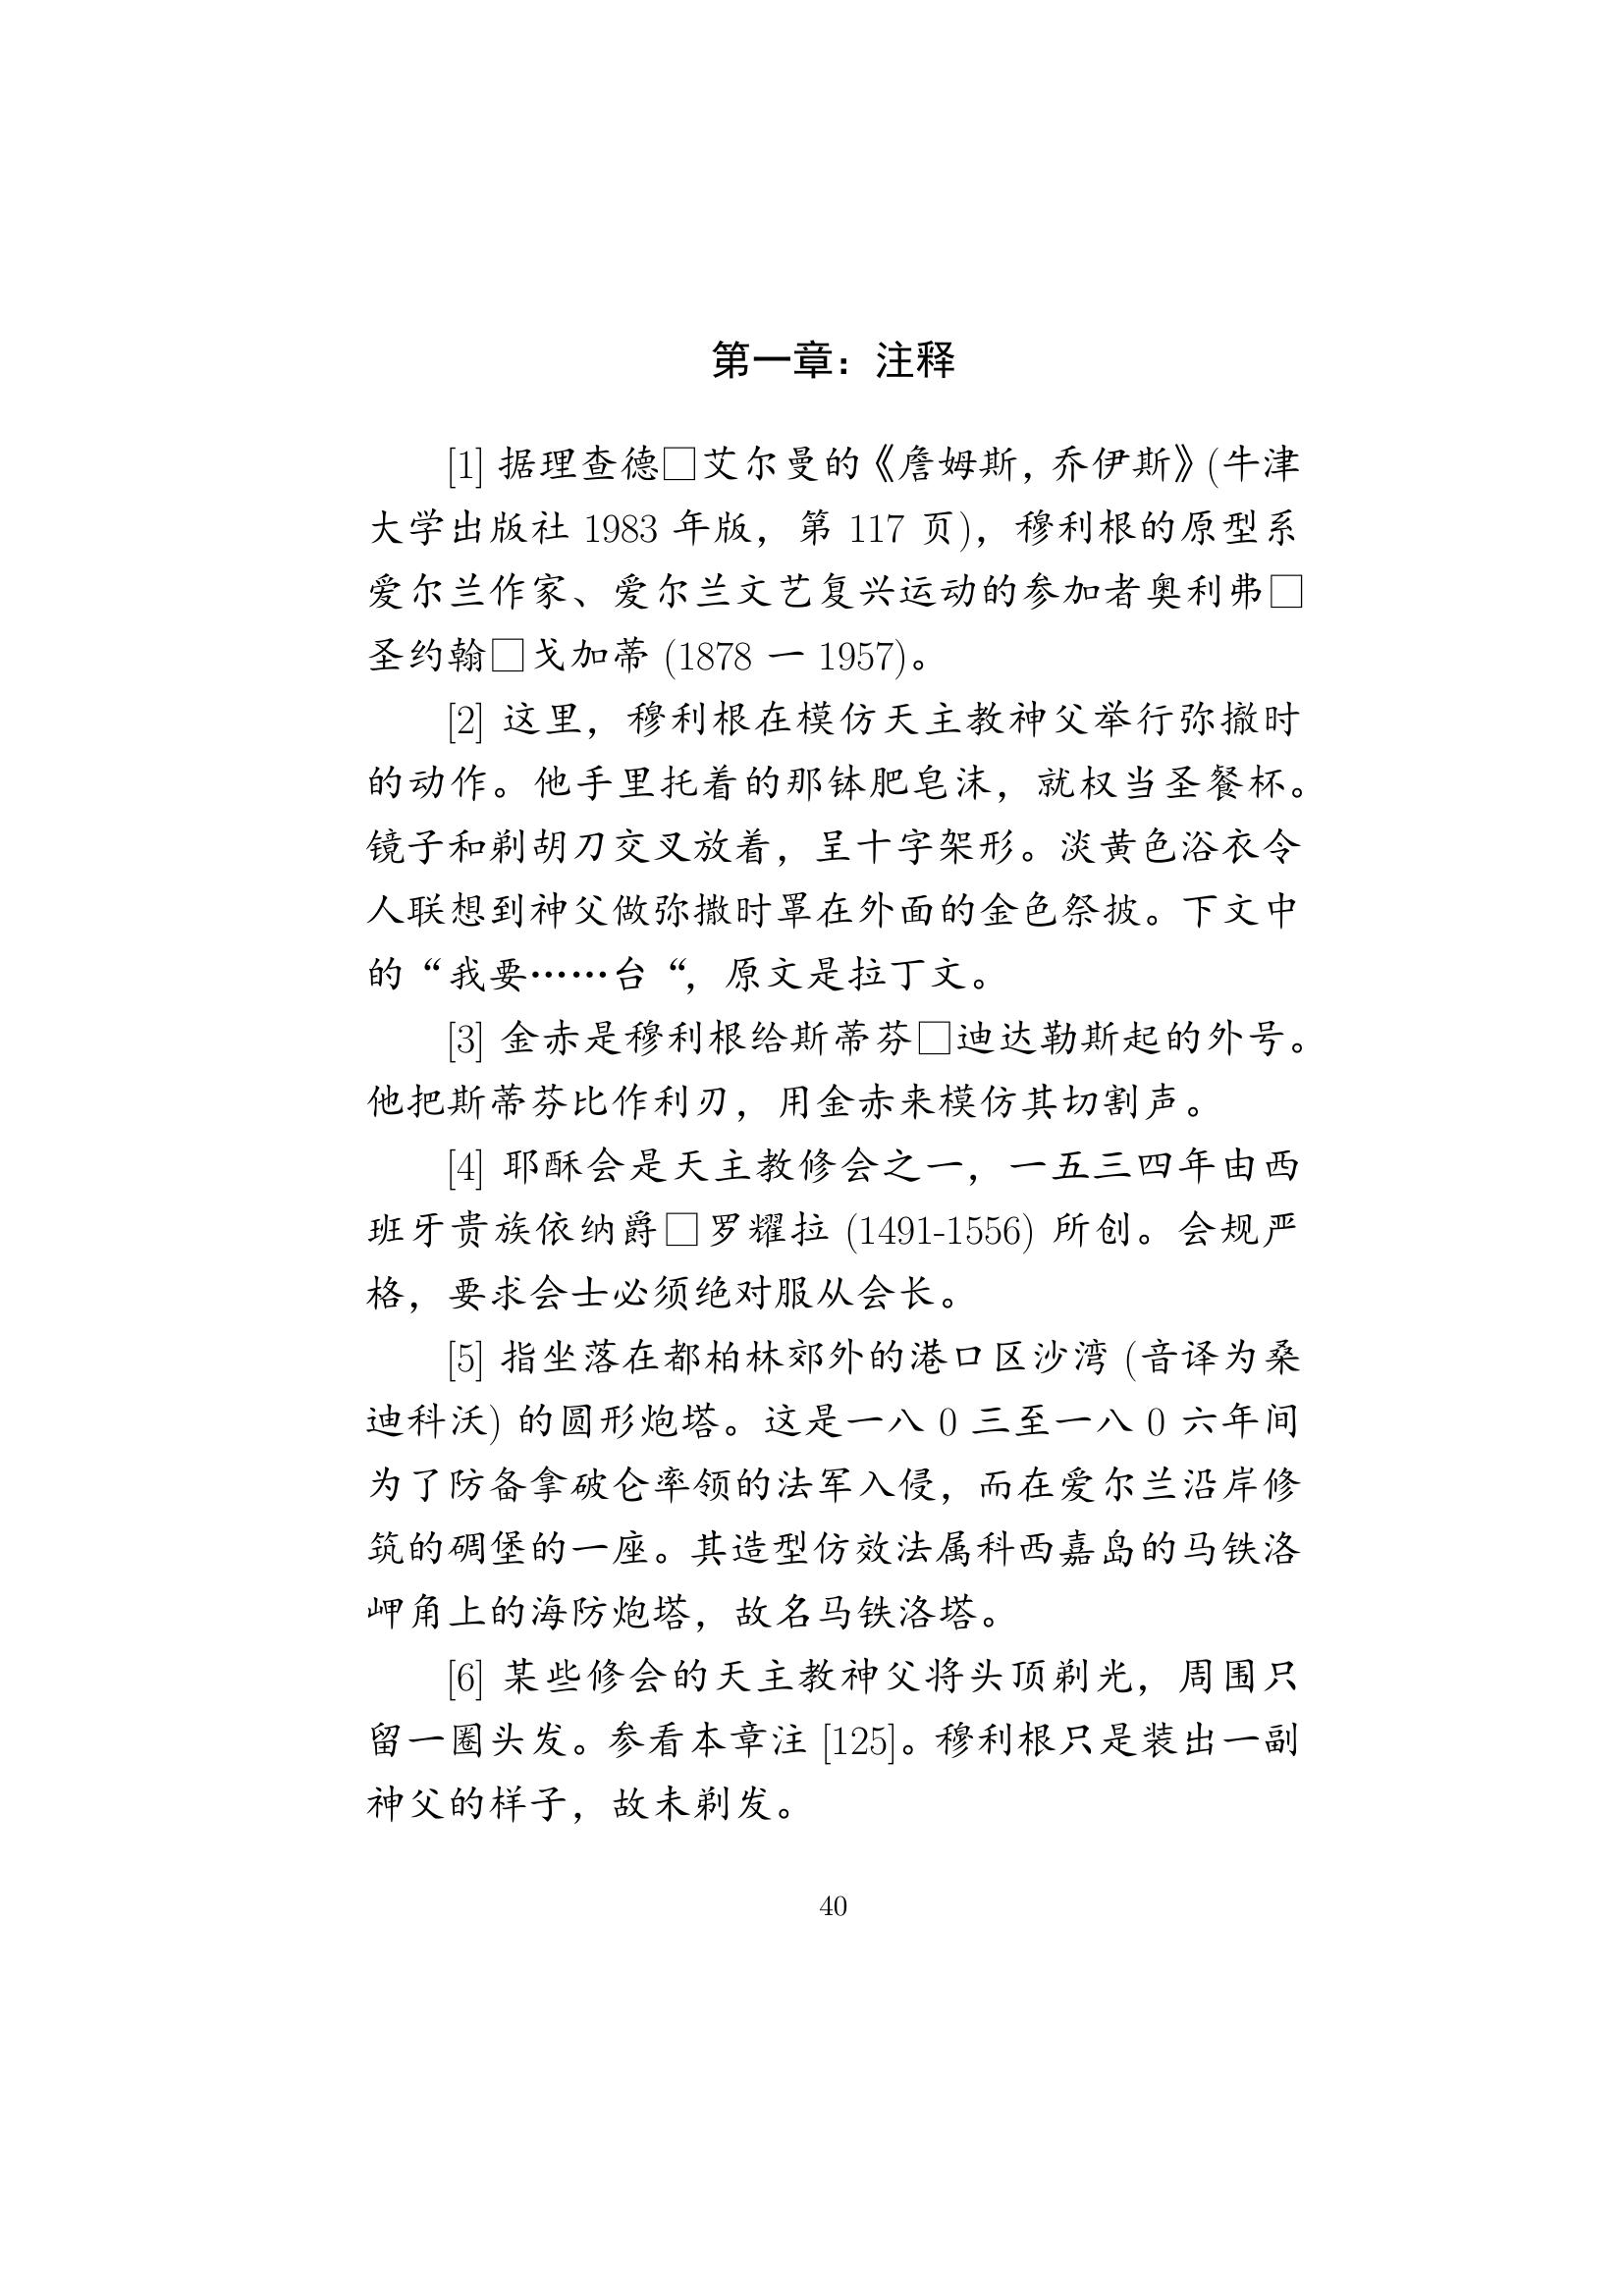 第一章：注释
[1] 据理查德□艾尔曼的《詹姆斯，乔伊斯》(牛津
大学出版社 1983 年版，第 117 页)，穆利根的原型系
爱尔兰作家、爱尔兰文艺复兴运动的参加者奥利弗□
圣约翰□戈加蒂 (1878 一 1957)。
[2] 这里，穆利根在模仿天主教神父举行弥撤时
的动作。他手里托着的那钵肥皂沫，就权当圣餐杯。
镜子和剃胡刀交叉放着，呈十字架形。淡黄色浴衣令
人联想到神父做弥撒时罩在外面的金色祭披。下文中
的“我要……台“，原文是拉丁文。
[3] 金赤是穆利根给斯蒂芬□迪达勒斯起的外号。
他把斯蒂芬比作利刃，用金赤来模仿其切割声。
[4] 耶酥会是天主教修会之一，一五三四年由西
班牙贵族依纳爵□罗耀拉 (1491-1556) 所创。会规严
格，要求会士必须绝对服从会长。
[5] 指坐落在都柏林郊外的港口区沙湾 (音译为桑
迪科沃) 的圆形炮塔。这是一八 0 三至一八 0 六年间
为了防备拿破仑率领的法军入侵，而在爱尔兰沿岸修
筑的碉堡的一座。其造型仿效法属科西嘉岛的马铁洛
岬角上的海防炮塔，故名马铁洛塔。
[6] 某些修会的天主教神父将头顶剃光，周围只
留一圈头发。参看本章注 [125]。穆利根只是装出一副
神父的样子，故未剃发。
40